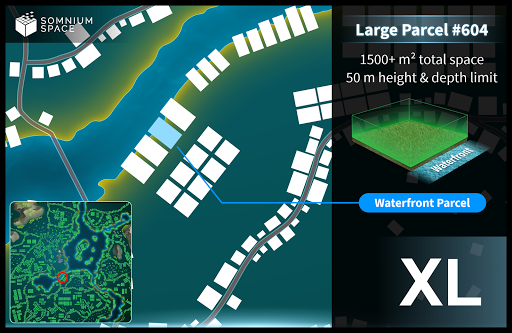 SOMNIUM
SPACE
Large Parcel #604
1500+ m² total space
50 m height & depth limit
Waterfront
Waterfront Parcel
XL